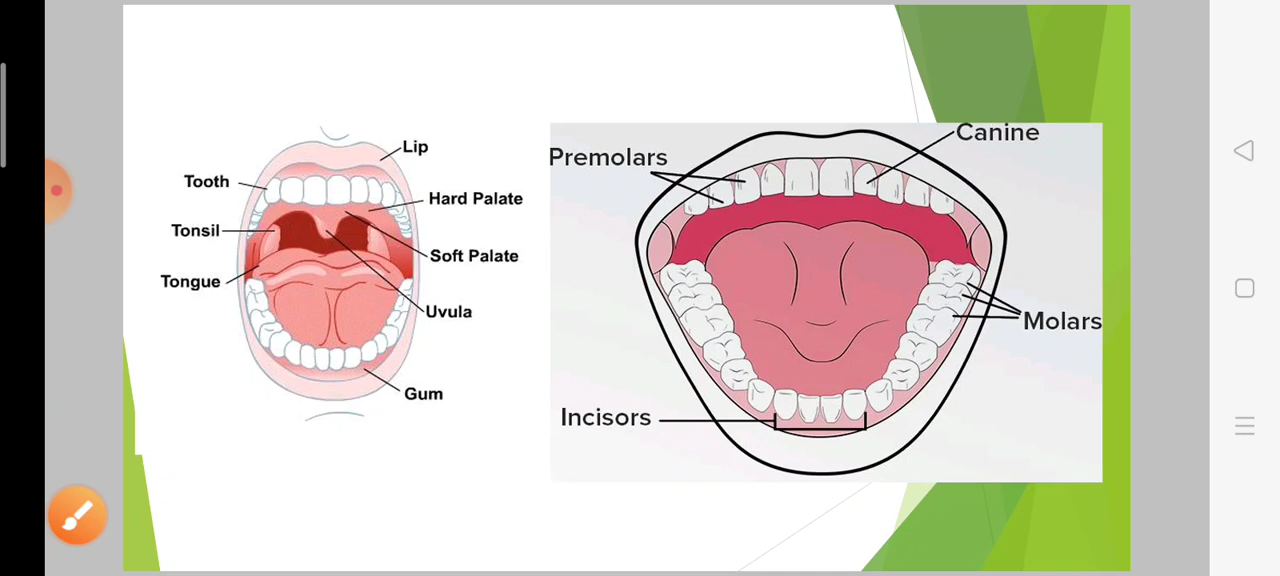 Lip
Tooth
Hard Palate
Tonsil
Soft Palate
Tongue
Uvula
Gum
Canine
Premolars
Molars
Incisors